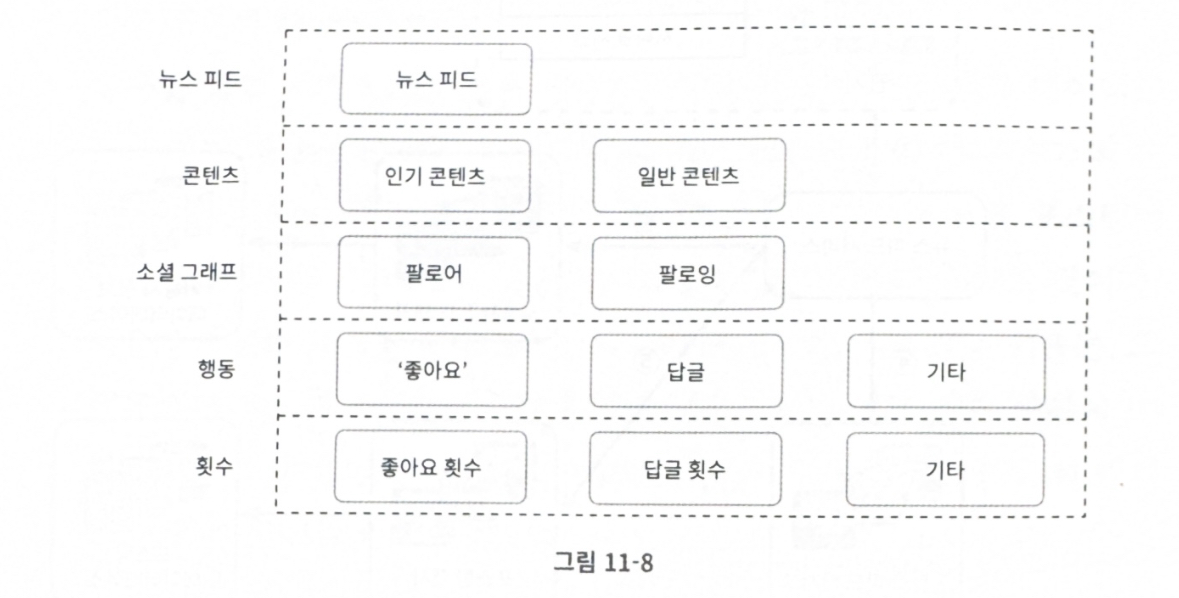 뉴스 피드 뉴스 피드
콘텐츠 인기 콘텐츠 일반 콘텐츠
소셜 그래프 팔로어 팔로잉
행동 ‘좋아요’ 답글 기타
횟수 좋아요 횟수 답글 횟수 기타
그림 11-8